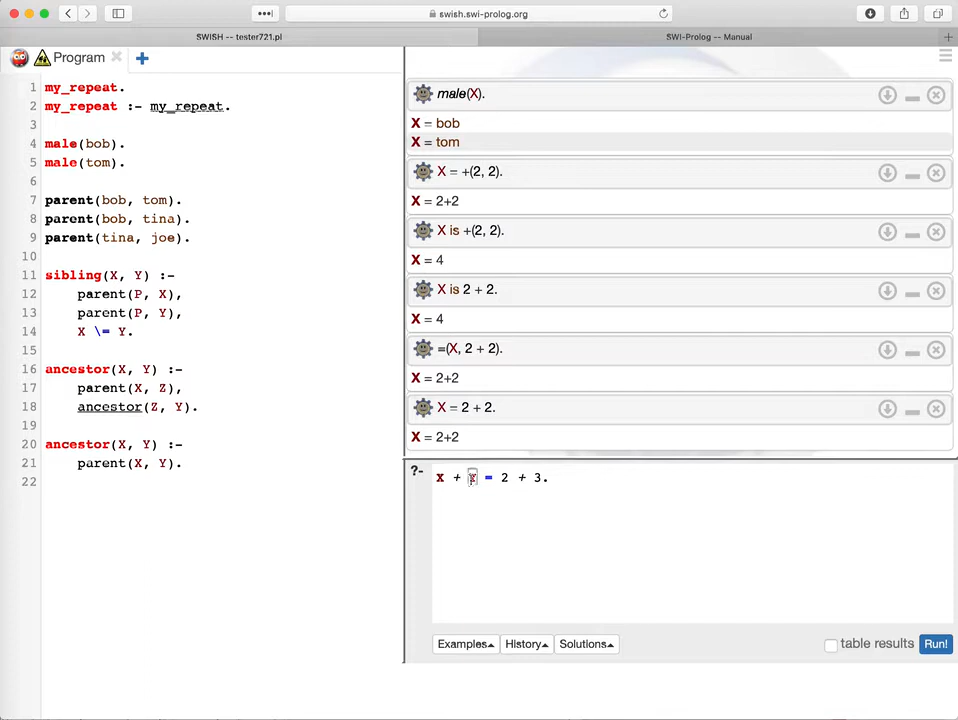 swish.swi-prolog.org
SWISH -- tester721.pl
SWI-Prolog -- Manual
Program
1 my_repeat.
2 my_repeat :- my_repeat.
3
4 male(bob).
5 male(tom).
6
7 parent(bob, tom).
8 parent(bob, tina).
9 parent(tina, joe).
10
11 sibling(X, Y) :-
12 parent(P, X),
13 parent(P, Y),
14 X \= Y.
15
16 ancestor(X, Y) :-
17 parent(X, Z),
18 ancestor(Z, Y).
19
20 ancestor(X, Y) :-
21 parent(X, Y).
22
male(X).
X = bob
X = tom
X = +(2, 2).
X = 2+2
X is +(2, 2).
X = 4
X is 2 + 2.
X = 4
=(X, 2 + 2).
X = 2+2
X = 2 + 2.
X = 2+2
?- X + Y = 2 + 3.
Examples History Solutions table results Run!